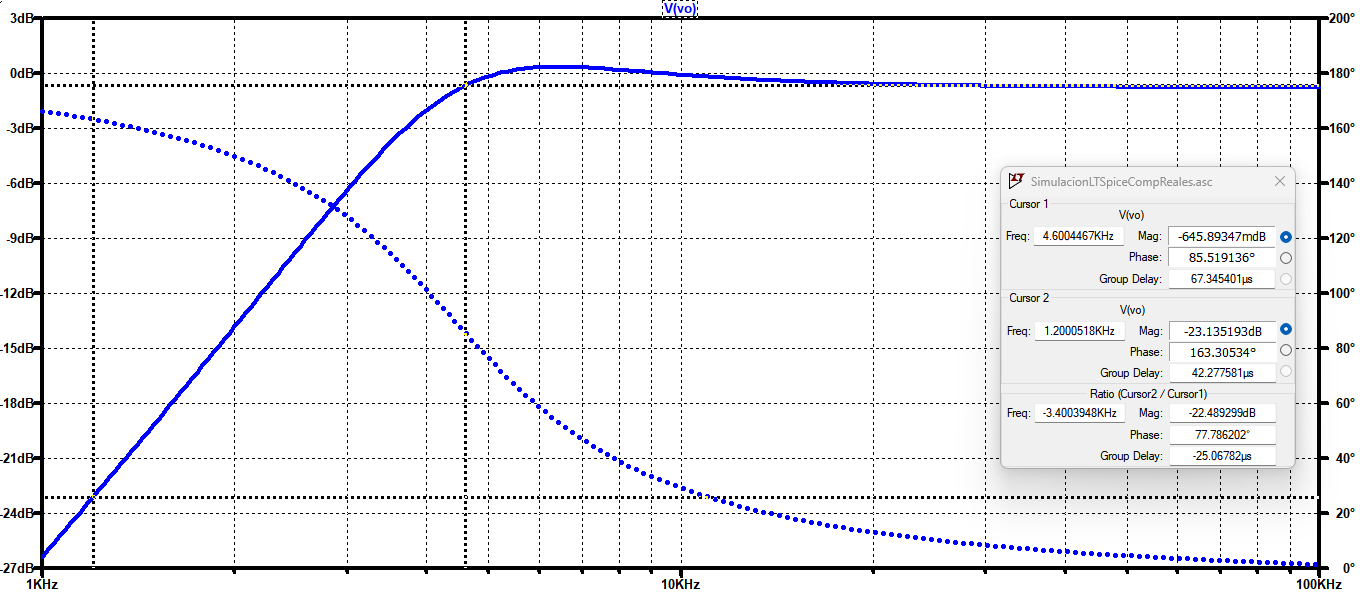 V(vo)
3dB
0dB
-3dB
-6dB
-9dB
-12dB
-15dB
-18dB
-21dB
-24dB
-27dB
200°
180°
160°
140°
120°
100°
80°
60°
40°
20°
0°
1KHz
10KHz
100KHz
SimulacionLTSpiceCompReales.asc
Cursor 1
V(vo)
Freq: 4.6004467KHz Mag: -645.89347mdB
Phase: 85.519136°
Group Delay: 67.345401µs
Cursor 2
V(vo)
Freq: 1.2000518KHz Mag: -23.135193dB
Phase: 163.30534°
Group Delay: 42.277581µs
Ratio (Cursor2 / Cursor1)
Freq: -3.4003948KHz Mag: -22.489299dB
Phase: 77.786202°
Group Delay: -25.06782µs